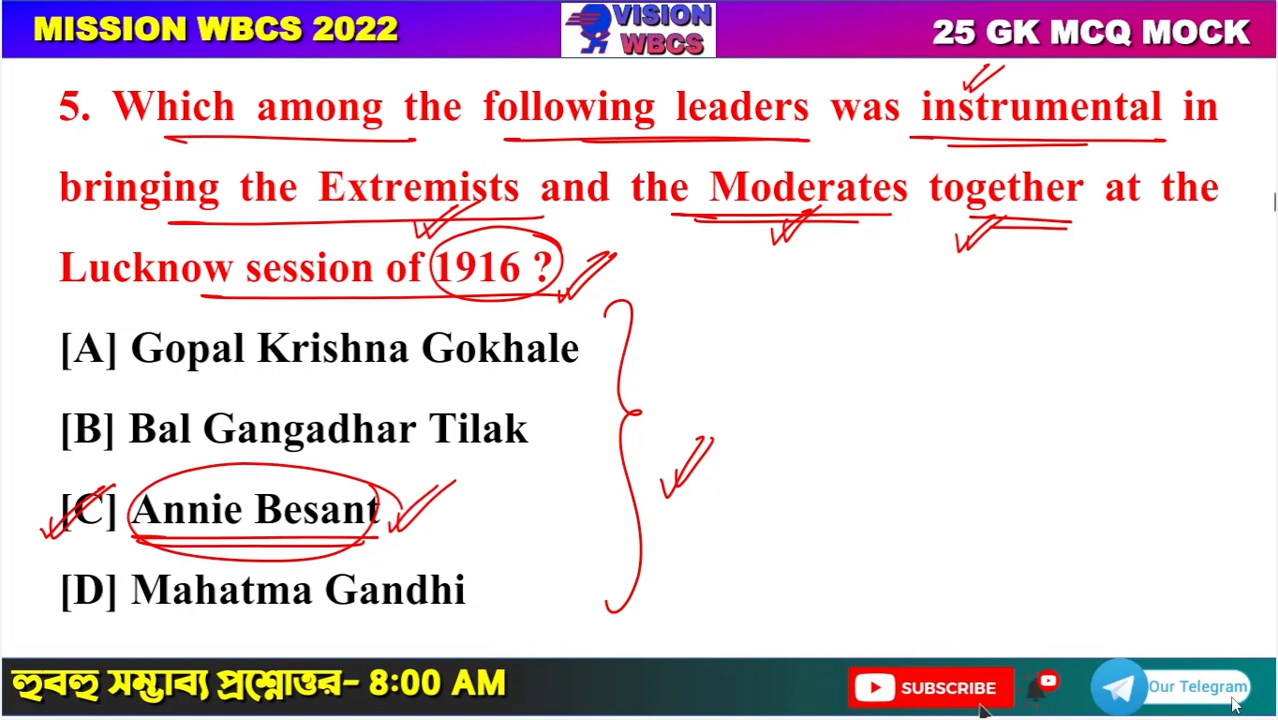 MISSION WBCS 2022
VISION
WBCS
25 GK MCQ MOCK
5. Which among the following leaders was instrumental in
bringing the Extremists and the Moderates together at the
Lucknow session of 1916 ?
[A] Gopal Krishna Gokhale
[B] Bal Gangadhar Tilak
[C] Annie Besant
[D] Mahatma Gandhi
হুবহু সম্ভাব্য প্রশ্নোত্তর- 8:00 AM
SUBSCRIBE
Our Telegram